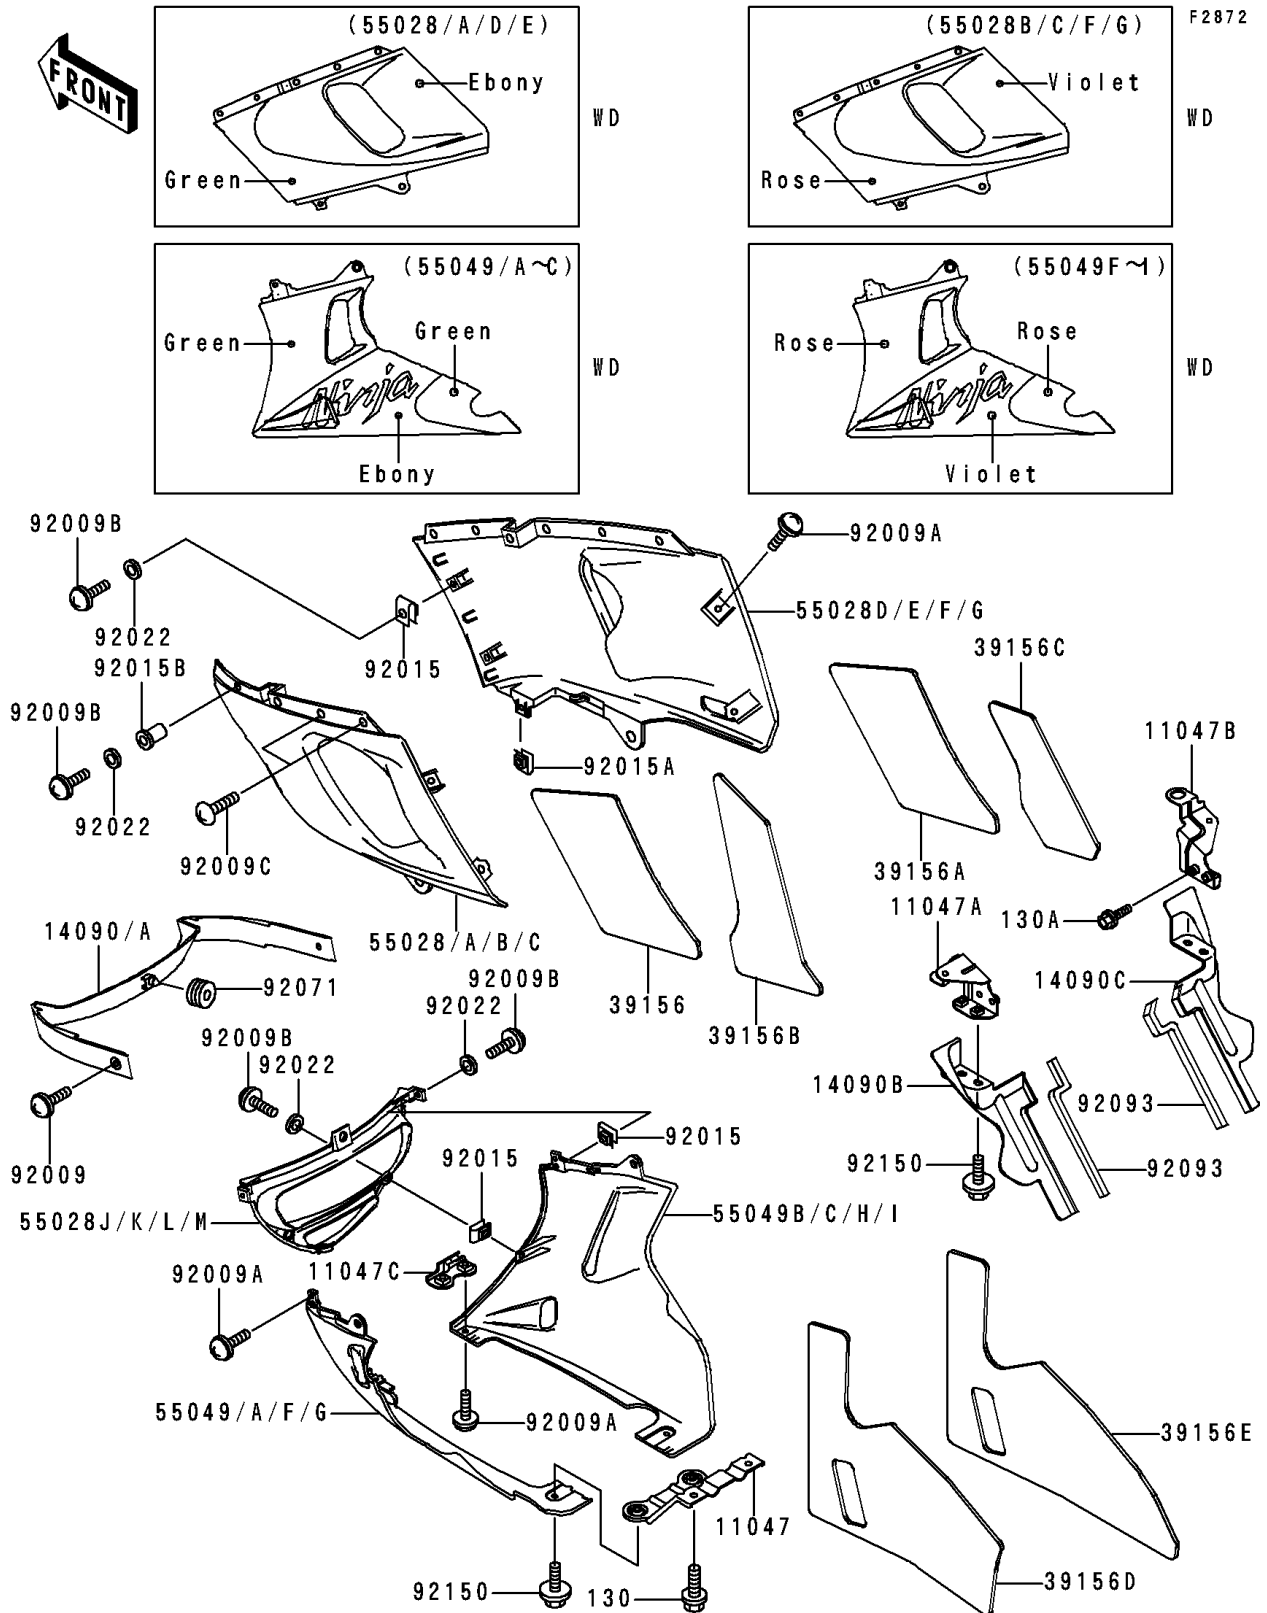 F2872
FRONT
(55028/A/D/E)
Ebony
Green
WD
(55028B/C/F/G)
Violet
Rose
WD
(55049/A~C)
Green
Green
Ninja
Ebony
WD
(55049F~I)
Rose
Rose
Ninja
Violet
WD
92009B
92009A
92022
92015
55028D/E/F/G
92015B
39156C
92009B
11047B
92015A
92022
92009C
39156A
11047A
130A
14090/A
55028/A/B/C
14090C
92071
92009B
92022
39156
39156B
92009B
92022
14090B
92093
92015
92015
92150
92093
92009
55028J/K/L/M
55049B/C/H/I
92009A
11047C
55049/A/F/G
92009A
39156E
11047
39156D
92150
130